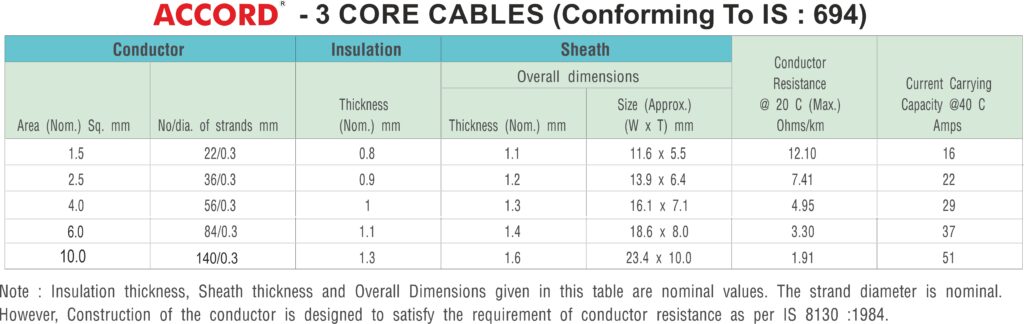 ACCORD® - 3 CORE CABLES (Conforming To IS : 694)
Conductor Insulation Sheath
Overall dimensions
Area (Nom.) Sq. mm No/dia. of strands mm Thickness (Nom.) mm Thickness (Nom.) mm Size (Approx.) (W x T) mm Conductor Resistance @ 20 C (Max.) Ohms/km Current Carrying Capacity @40 C Amps
1.5 22/0.3 0.8 1.1 11.6 x 5.5 12.10 16
2.5 36/0.3 0.9 1.2 13.9 x 6.4 7.41 22
4.0 56/0.3 1 1.3 16.1 x 7.1 4.95 29
6.0 84/0.3 1.1 1.4 18.6 x 8.0 3.30 37
10.0 140/0.3 1.3 1.6 23.4 x 10.0 1.91 51
Note : Insulation thickness, Sheath thickness and Overall Dimensions given in this table are nominal values. The strand diameter is nominal.
However, Construction of the conductor is designed to satisfy the requirement of conductor resistance as per IS 8130 :1984.